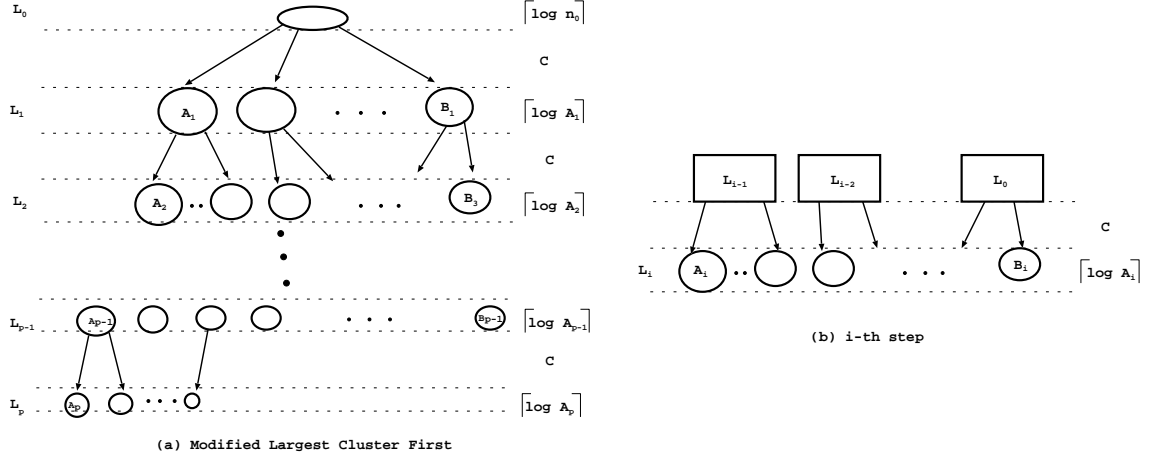 L0 ⌈log n0⌉
C
L1 A1 . . . B1 ⌈log A1⌉
C
L2 A2 .. . . . B3 ⌈log A2⌉
Lp-1 Ap-1 . . . Bp-1 ⌈log Ap-1⌉
C
Lp Ap . . . ⌈log Ap⌉
(a) Modified Largest Cluster First
Li-1 Li-2 L0
C
Li Ai .. . . . Bi ⌈log Ai⌉
(b) i-th step